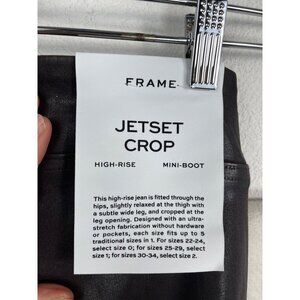 FRAME
JETSET
CROP
HIGH-RISE MINI-BOOT
This high-rise jean is fitted through the
hips, slightly relaxed at the thigh with
a subtle wide leg, and cropped at the
leg opening. Designed with an ultra-
stretch fabrication without hardware
or pockets, each size fits up to 5
traditional sizes in 1. For sizes 22-24,
select size 0; for sizes 25-29, select
size 1; for sizes 30-34, select size 2.